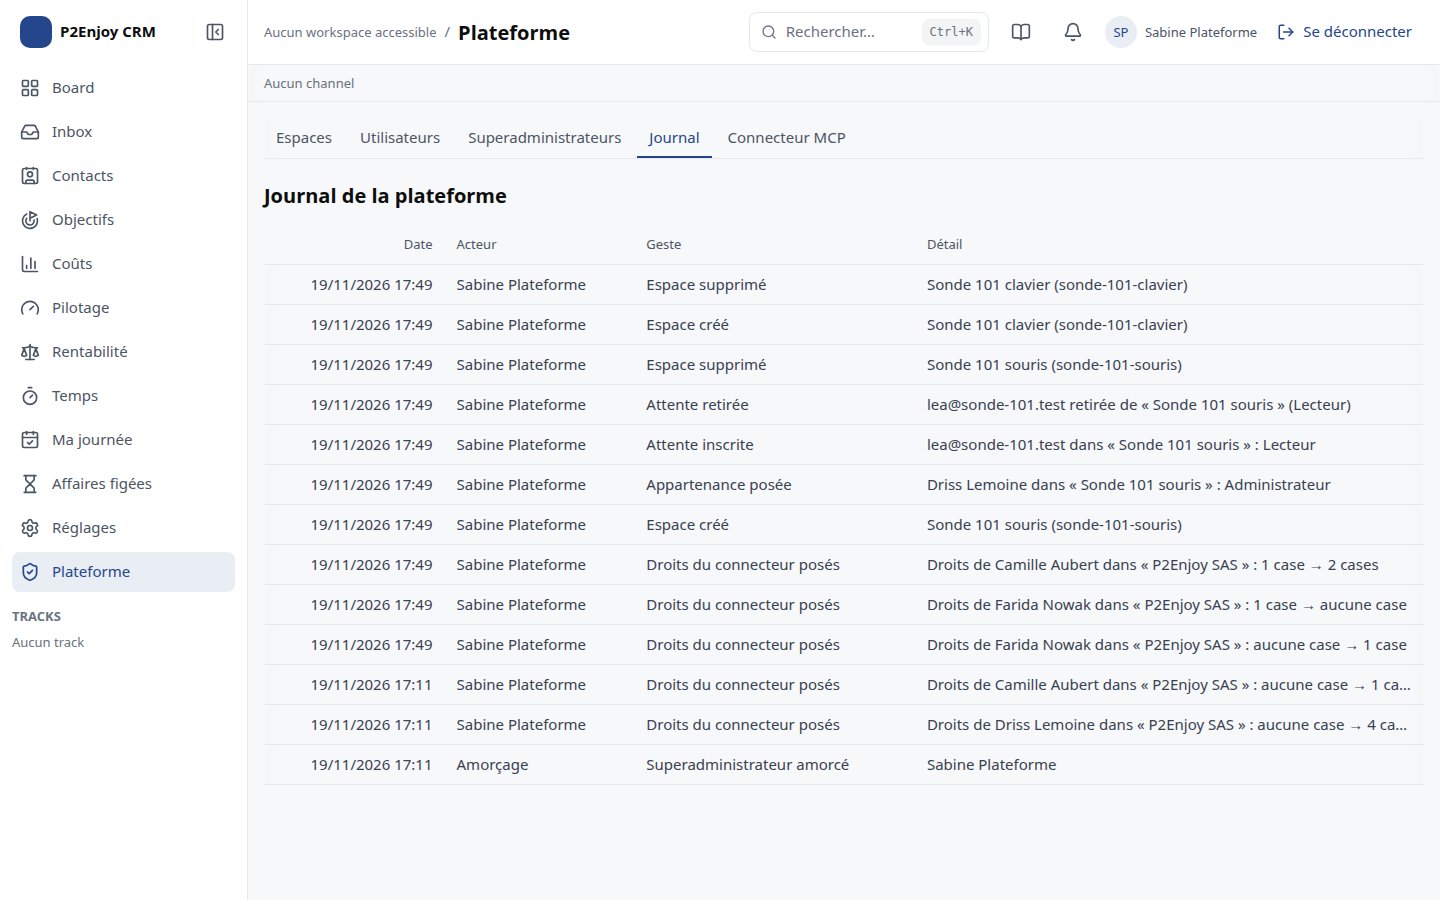 P2Enjoy CRM
Aucun workspace accessible / Plateforme
Rechercher... Ctrl+K
SP Sabine Plateforme
Se déconnecter
Aucun channel
Board
Inbox
Contacts
Objectifs
Coûts
Pilotage
Rentabilité
Temps
Ma journée
Affaires figées
Réglages
Plateforme
TRACKS
Aucun track
Espaces Utilisateurs Superadministrateurs Journal Connecteur MCP
Journal de la plateforme
Date Acteur Geste Détail
19/11/2026 17:49 Sabine Plateforme Espace supprimé Sonde 101 clavier (sonde-101-clavier)
19/11/2026 17:49 Sabine Plateforme Espace créé Sonde 101 clavier (sonde-101-clavier)
19/11/2026 17:49 Sabine Plateforme Espace supprimé Sonde 101 souris (sonde-101-souris)
19/11/2026 17:49 Sabine Plateforme Attente retirée lea@sonde-101.test retirée de « Sonde 101 souris » (Lecteur)
19/11/2026 17:49 Sabine Plateforme Attente inscrite lea@sonde-101.test dans « Sonde 101 souris » : Lecteur
19/11/2026 17:49 Sabine Plateforme Appartenance posée Driss Lemoine dans « Sonde 101 souris » : Administrateur
19/11/2026 17:49 Sabine Plateforme Espace créé Sonde 101 souris (sonde-101-souris)
19/11/2026 17:49 Sabine Plateforme Droits du connecteur posés Droits de Camille Aubert dans « P2Enjoy SAS » : 1 case → 2 cases
19/11/2026 17:49 Sabine Plateforme Droits du connecteur posés Droits de Farida Nowak dans « P2Enjoy SAS » : 1 case → aucune case
19/11/2026 17:49 Sabine Plateforme Droits du connecteur posés Droits de Farida Nowak dans « P2Enjoy SAS » : aucune case → 1 case
19/11/2026 17:11 Sabine Plateforme Droits du connecteur posés Droits de Camille Aubert dans « P2Enjoy SAS » : aucune case → 1 ca...
19/11/2026 17:11 Sabine Plateforme Droits du connecteur posés Droits de Driss Lemoine dans « P2Enjoy SAS » : aucune case → 4 ca...
19/11/2026 17:11 Amorçage Superadministrateur amorcé Sabine Plateforme